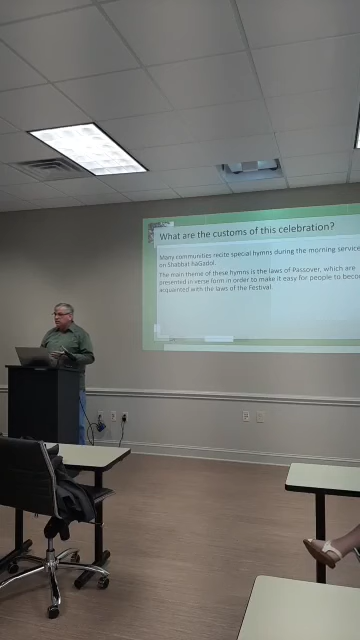 What are the customs of this celebration?
Many communities recite special hymns during the morning service
on Shabbat haGadol.
The main theme of these hymns is the laws of Passover, which are
presented in verse form in order to make it easy for people to
acquainted with the laws of the Festival.